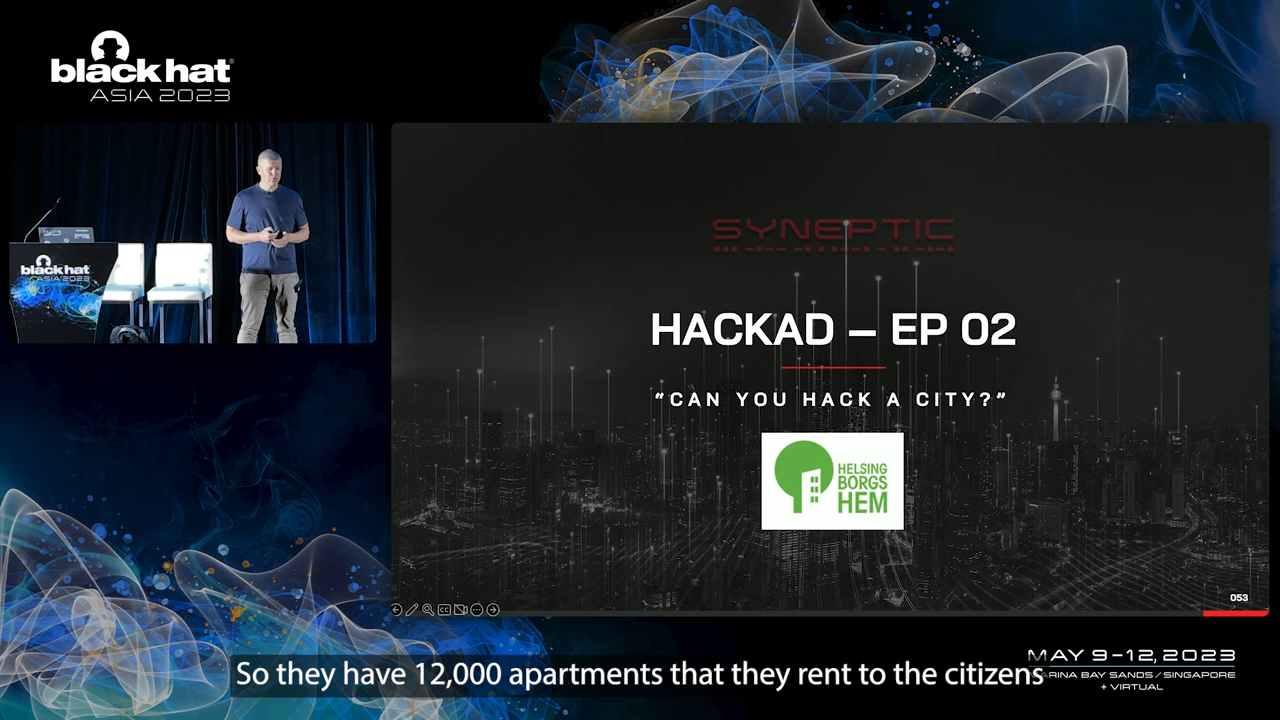 black hat
ASIA 2023
black hat
ASIA 2023
SYNEPTIC
HACKAD – EP 02
"CAN YOU HACK A CITY?"
HELSING
BORGS
HEM
053
So they have 12,000 apartments that they rent to the citizens
MAY 9-12, 2023
MARINA BAY SANDS / SINGAPORE
+ VIRTUAL